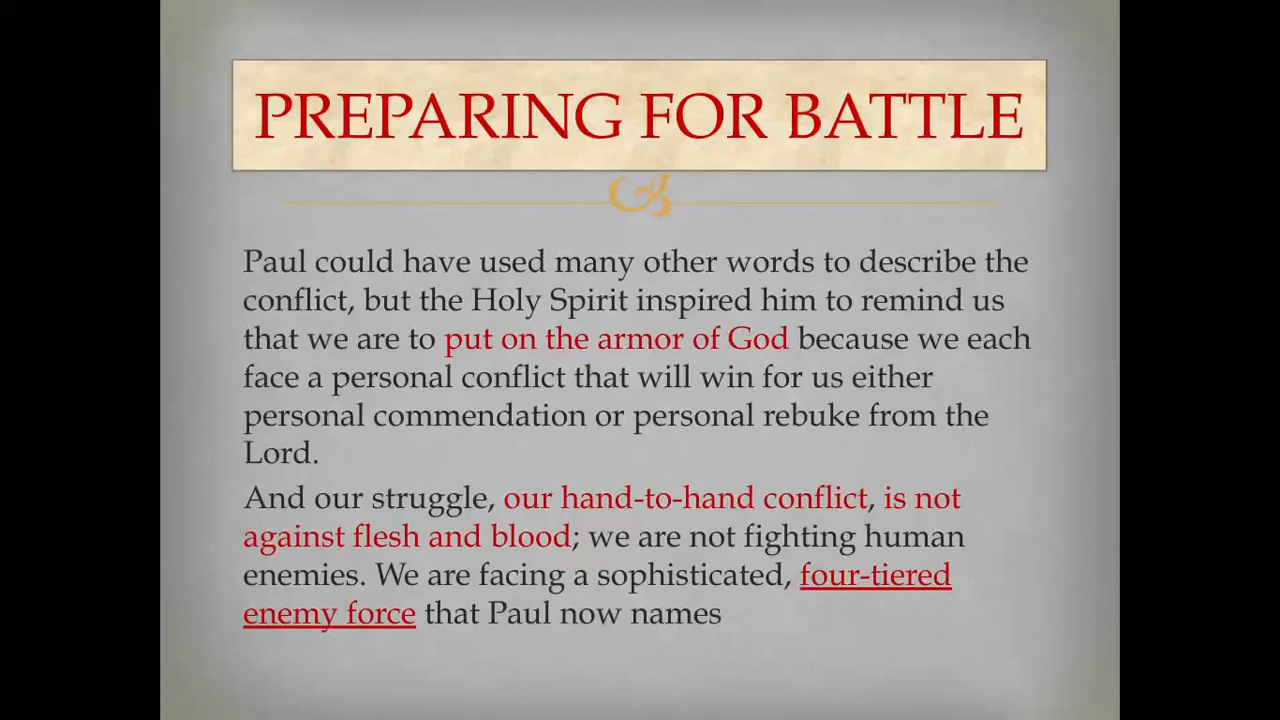 PREPARING FOR BATTLE
Paul could have used many other words to describe the
conflict, but the Holy Spirit inspired him to remind us
that we are to put on the armor of God because we each
face a personal conflict that will win for us either
personal commendation or personal rebuke from the
Lord.
And our struggle, our hand-to-hand conflict, is not
against flesh and blood; we are not fighting human
enemies. We are facing a sophisticated, four-tiered
enemy force that Paul now names